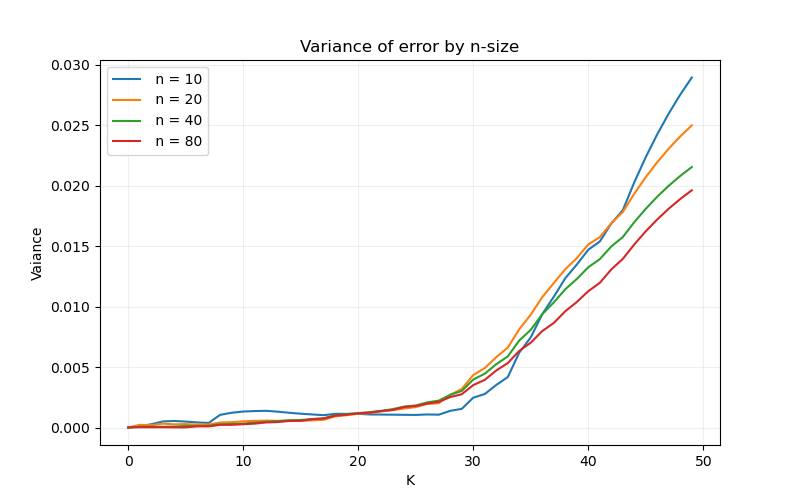 Variance of error by n-size
n = 10
n = 20
n = 40
n = 80
0.030
0.025
0.020
0.015
0.010
0.005
0.000
Vaiance
0 10 20 30 40 50
K